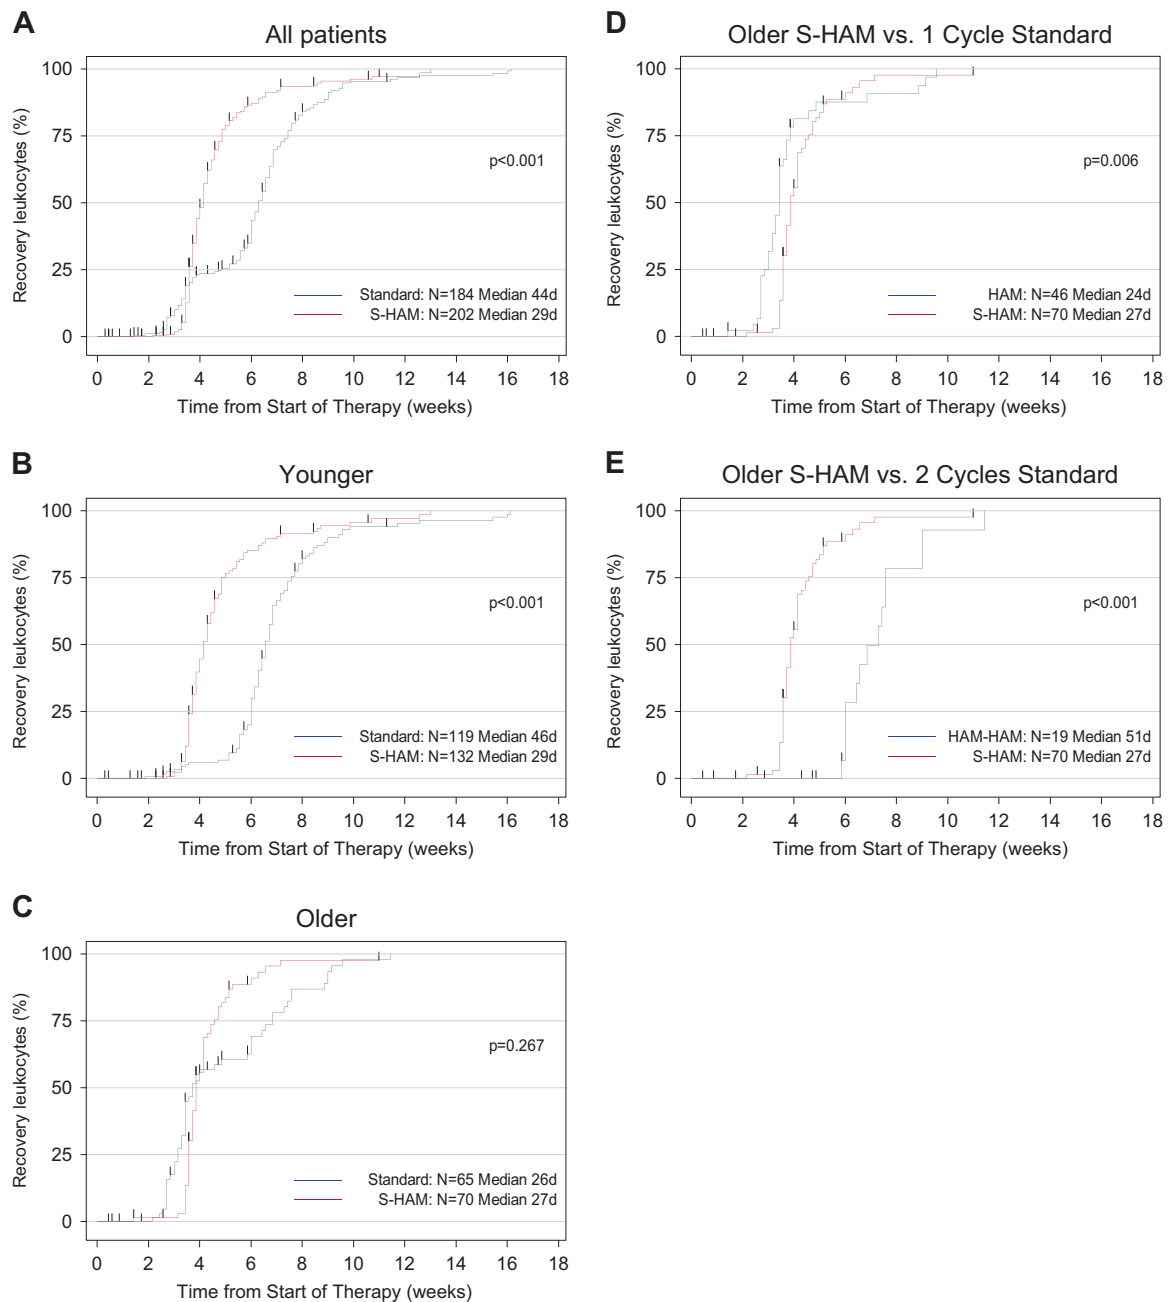 A
All patients
Recovery leukocytes (%)
100
75
50
25
0
p<0.001
Standard: N=184 Median 44d
S-HAM: N=202 Median 29d
0 2 4 6 8 10 12 14 16 18
Time from Start of Therapy (weeks)
D
Older S-HAM vs. 1 Cycle Standard
Recovery leukocytes (%)
100
75
50
25
0
p=0.006
HAM: N=46 Median 24d
S-HAM: N=70 Median 27d
0 2 4 6 8 10 12 14 16 18
Time from Start of Therapy (weeks)
B
Younger
Recovery leukocytes (%)
100
75
50
25
0
p<0.001
Standard: N=119 Median 46d
S-HAM: N=132 Median 29d
0 2 4 6 8 10 12 14 16 18
Time from Start of Therapy (weeks)
E
Older S-HAM vs. 2 Cycles Standard
Recovery leukocytes (%)
100
75
50
25
0
p<0.001
HAM-HAM: N=19 Median 51d
S-HAM: N=70 Median 27d
0 2 4 6 8 10 12 14 16 18
Time from Start of Therapy (weeks)
C
Older
Recovery leukocytes (%)
100
75
50
25
0
p=0.267
Standard: N=65 Median 26d
S-HAM: N=70 Median 27d
0 2 4 6 8 10 12 14 16 18
Time from Start of Therapy (weeks)